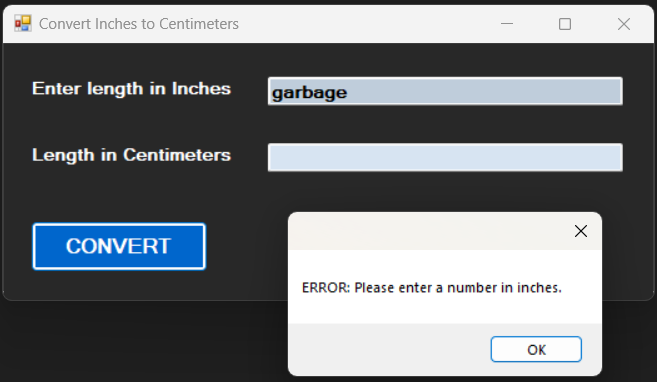 Convert Inches to Centimeters
Enter length in Inches
garbage
Length in Centimeters
CONVERT
ERROR: Please enter a number in inches.
OK